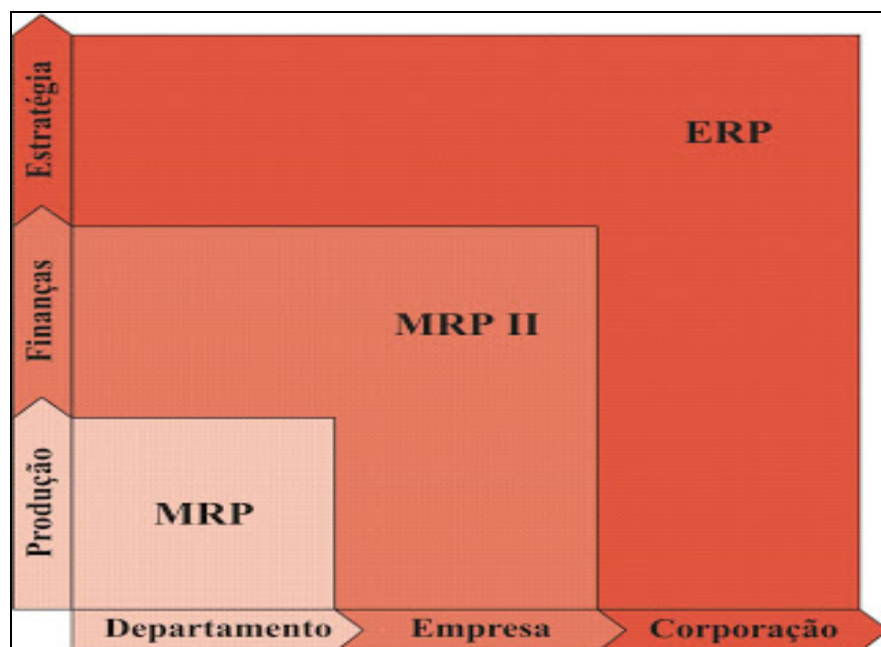 Estratégia
ERP
Finanças
MRP II
Produção
MRP
Departamento
Empresa
Corporação